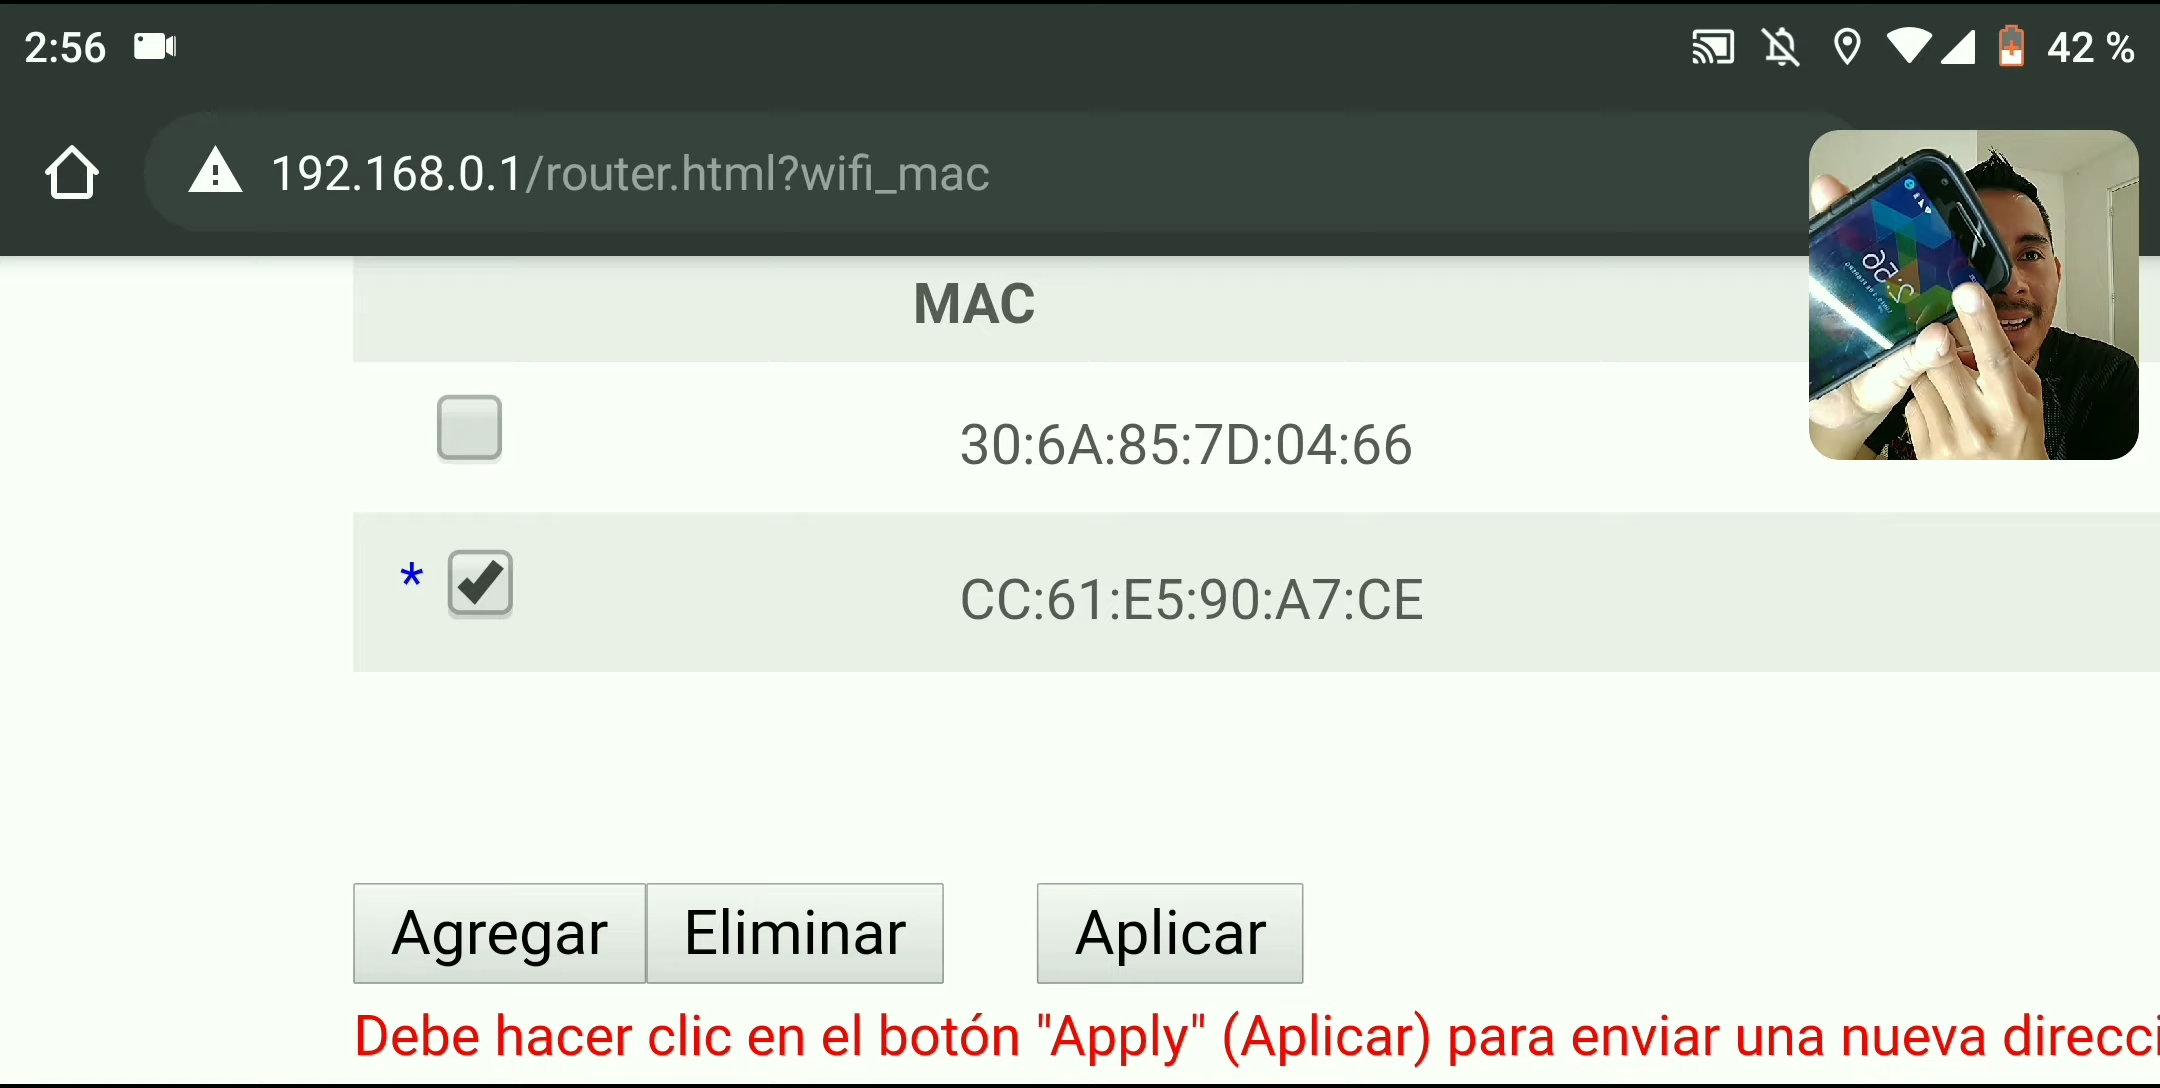 2:56
42 %
192.168.0.1/router.html?wifi_mac
MAC
30:6A:85:7D:04:66
* CC:61:E5:90:A7:CE
Agregar Eliminar Aplicar
Debe hacer clic en el botón "Apply" (Aplicar) para enviar una nueva direcci